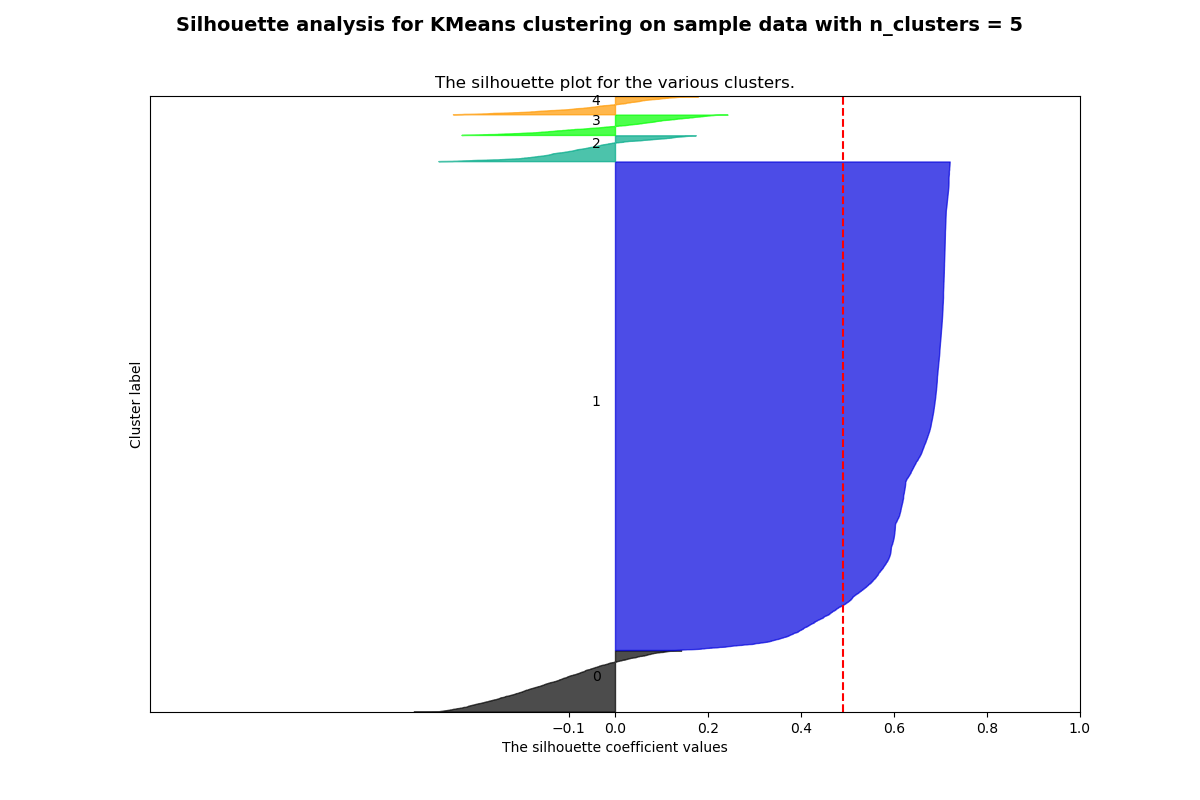 Silhouette analysis for KMeans clustering on sample data with n_clusters = 5
The silhouette plot for the various clusters.
4
3
2
1
0
Cluster label
−0.1 0.0 0.2 0.4 0.6 0.8 1.0
The silhouette coefficient values